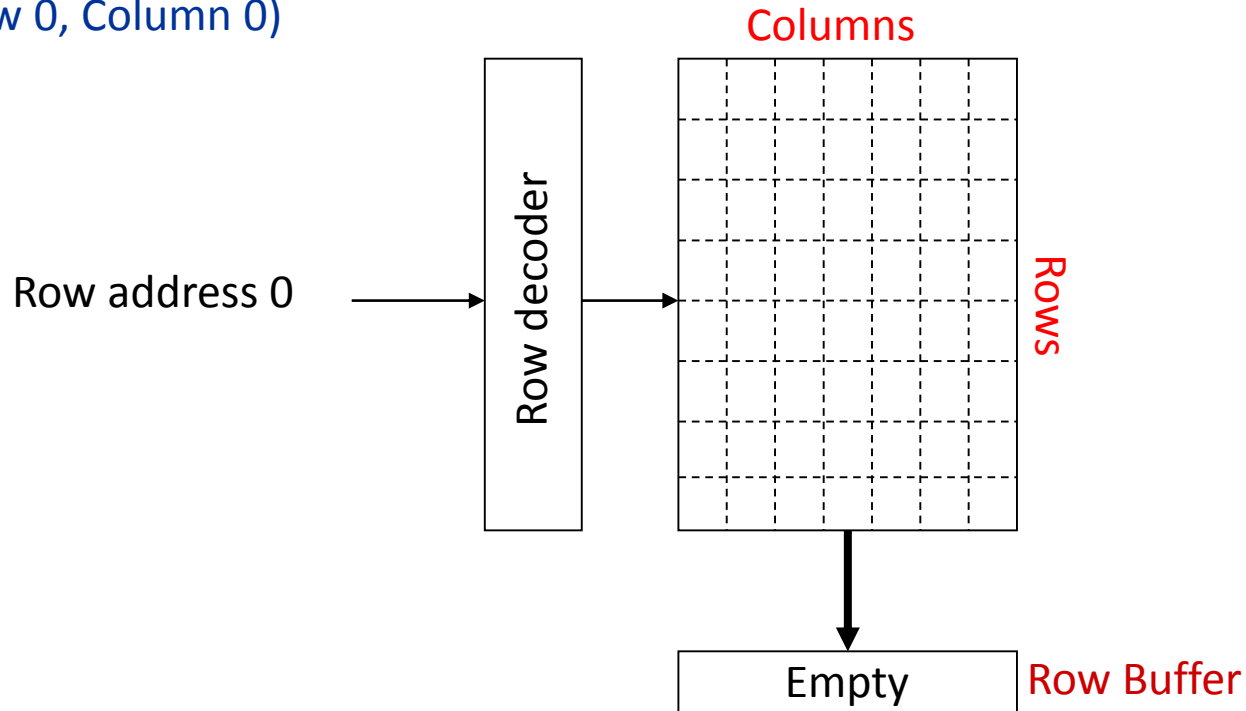 0, Column 0)
Columns
Row decoder
Rows
Row address 0
Empty
Row Buffer